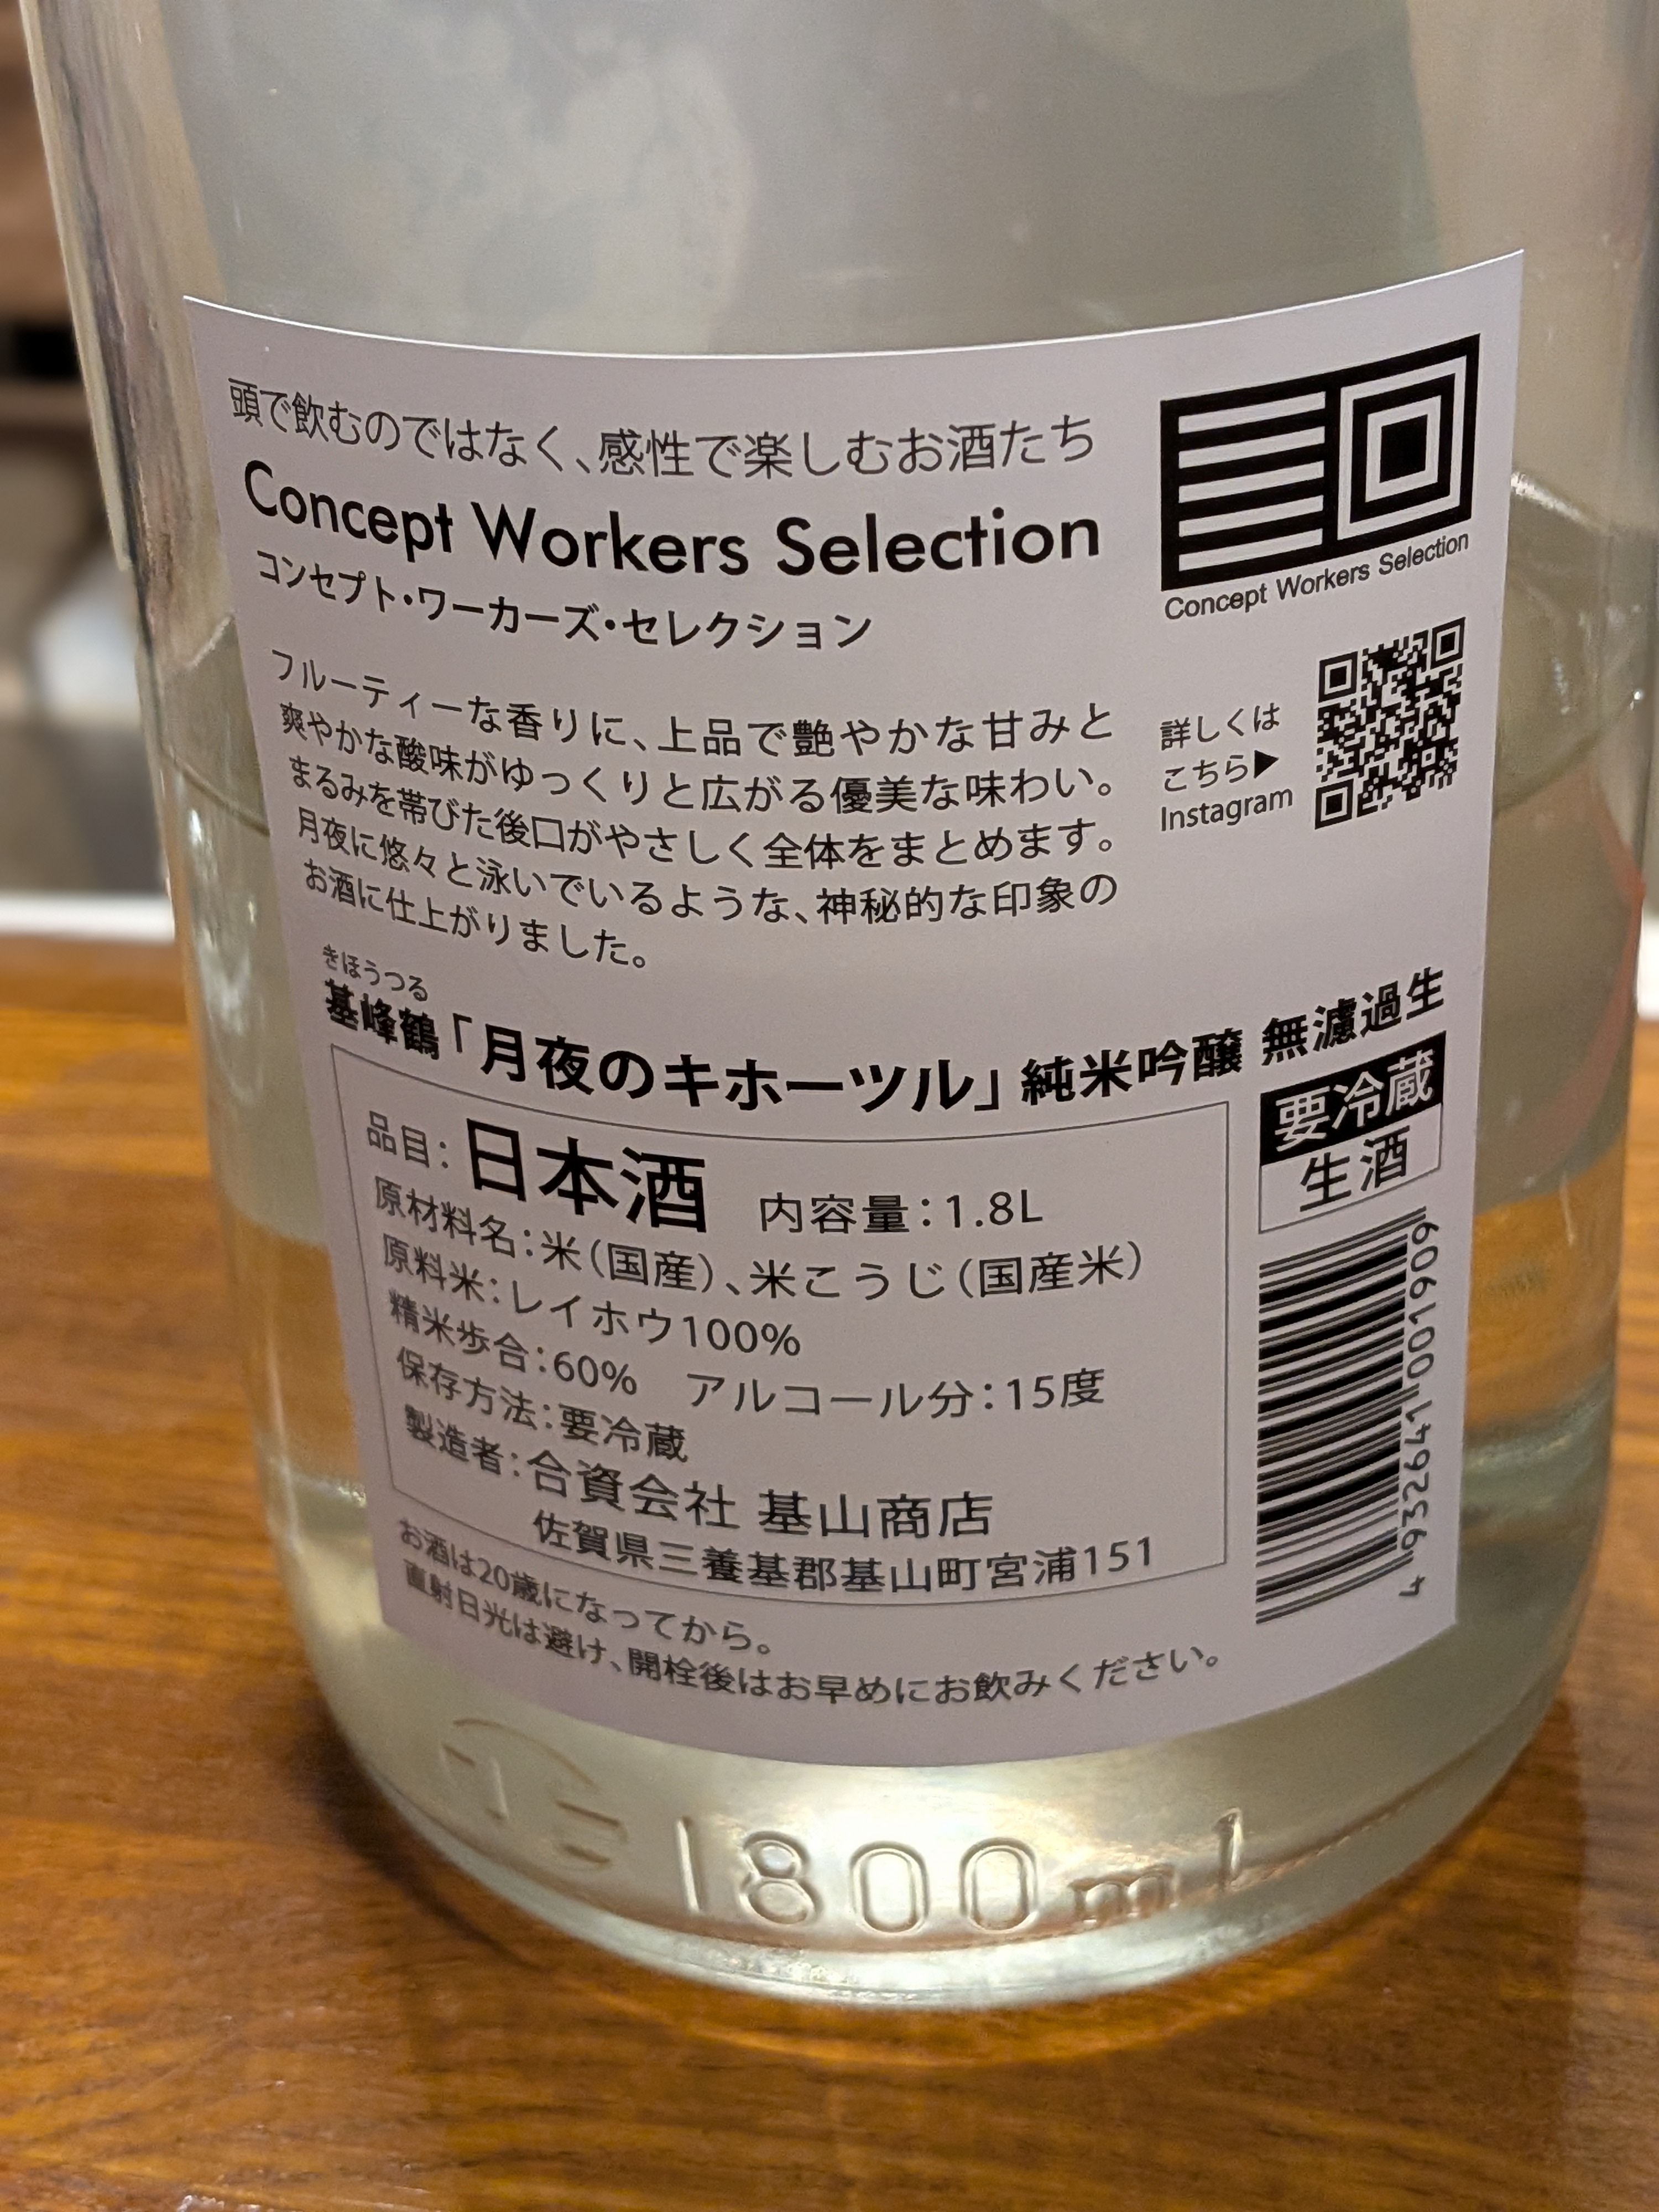 頭で飲むのではなく、感性で楽しむお酒たち
Concept Workers Selection
コンセプト・ワーカーズ・セレクション
Concept Workers Selection
フルーティーな香りに、上品で艶やかな甘みと
爽やかな酸味がゆっくりと広がる優美な味わい。
まるみを帯びた後口がやさしく全体をまとめます。
月夜に悠々と泳いでいるような、神秘的な印象の
お酒に仕上がりました。
詳しくは
こちら▶
Instagram
きほうつる
基峰鶴「月夜のキホーツル」純米吟醸 無濾過生
品目：日本酒 内容量：1.8L
原材料名：米（国産）、米こうじ（国産米）
原料米：レイホウ100%
精米歩合：60% アルコール分：15度
保存方法：要冷蔵
製造者：合資会社 基山商店
佐賀県三養基郡基山町宮浦151
要冷蔵
生酒
お酒は20歳になってから。
直射日光は避け、開栓後はお早めにお飲みください。
1800ml